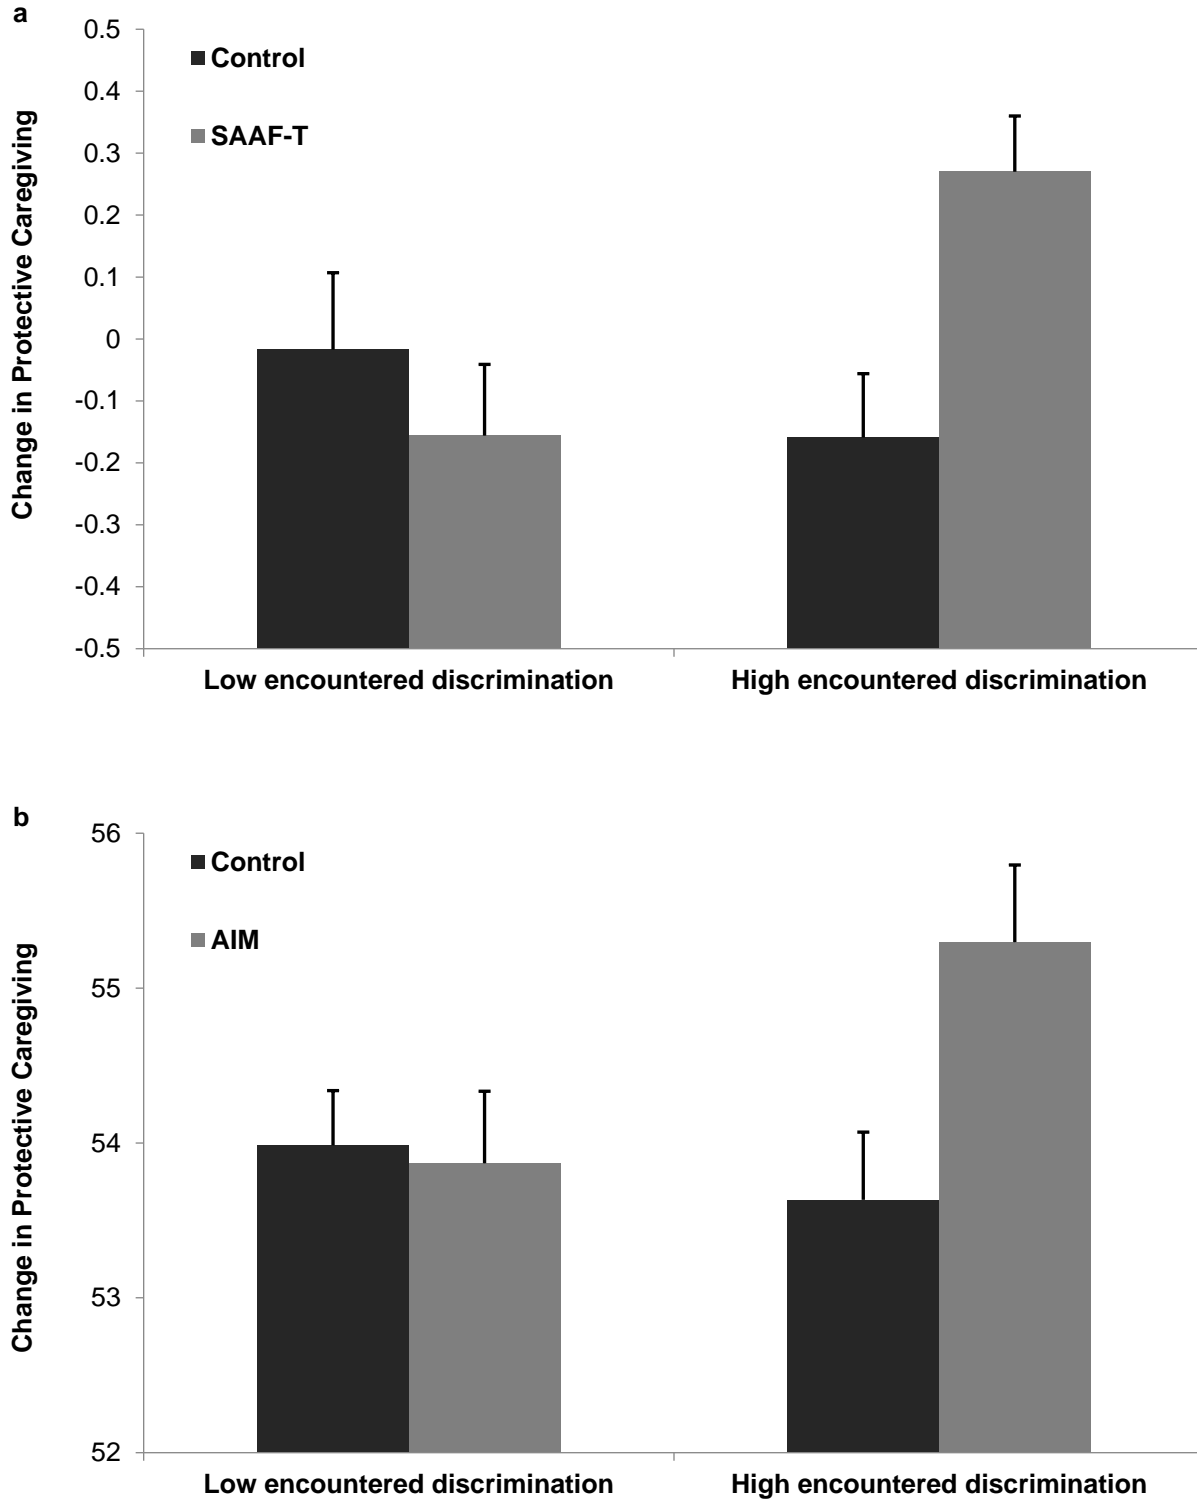 a
Change in Protective Caregiving
0.5
0.4
0.3
0.2
0.1
0
-0.1
-0.2
-0.3
-0.4
-0.5
Control
SAAF-T
Low encountered discrimination
High encountered discrimination
b
Change in Protective Caregiving
56
55
54
53
52
Control
AIM
Low encountered discrimination
High encountered discrimination